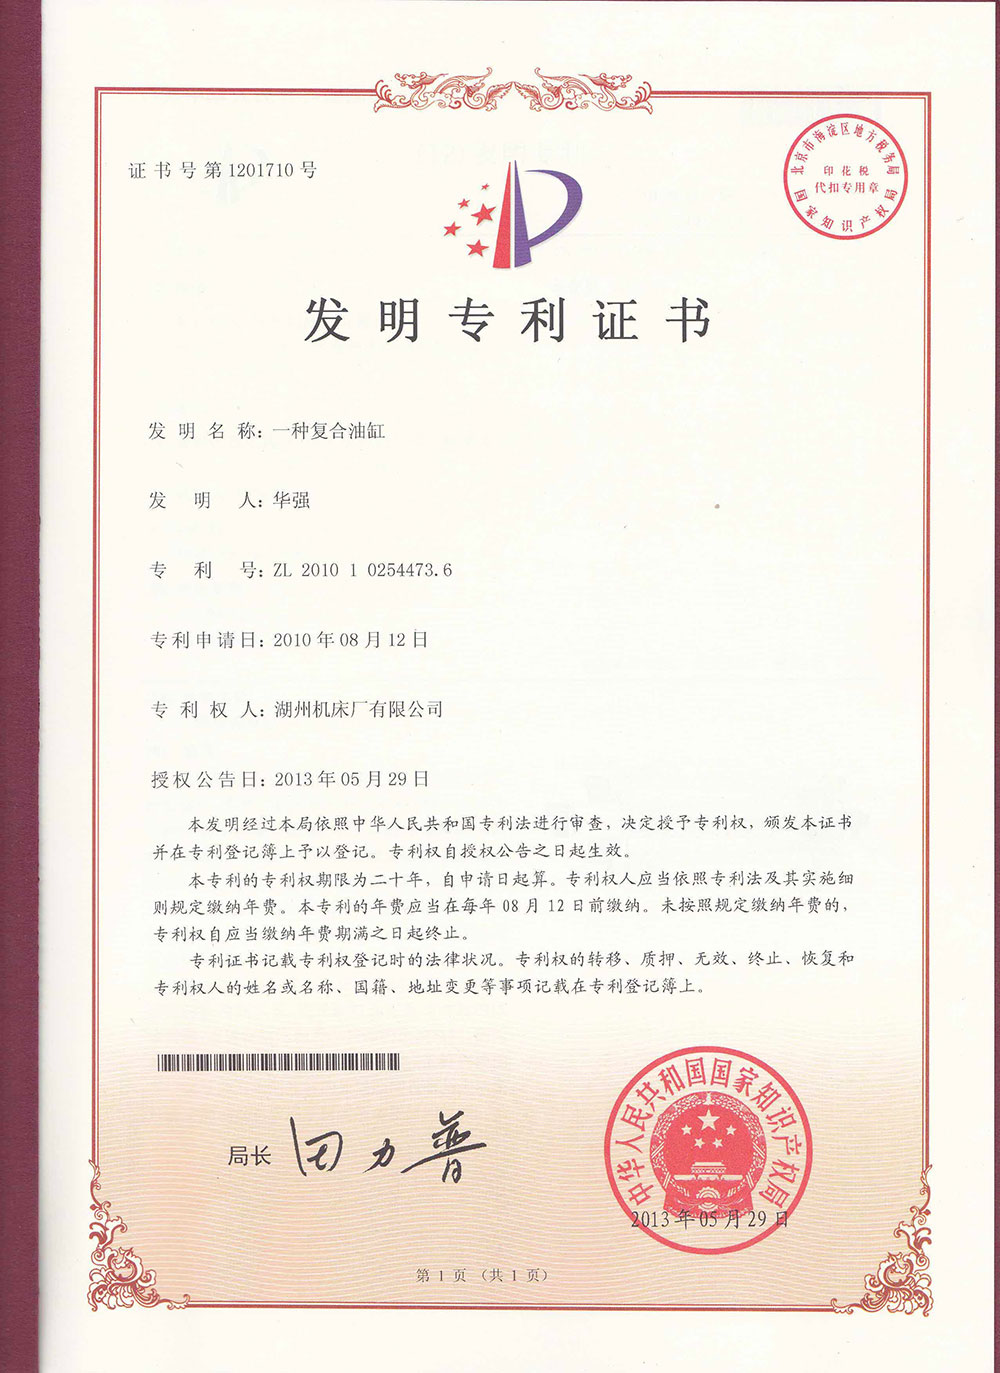 证书号第1201710号
北京市海淀区地方税务局
印花税
代扣专用章
国家知识产权局
发明专利证书
发明名称：一种复合油缸
发明人：华强
专利号：ZL 2010 1 0254473.6
专利申请日：2010年08月12日
专利权人：湖州机床厂有限公司
授权公告日：2013年05月29日
本发明经过本局依照中华人民共和国专利法进行审查，决定授予专利权，颁发本证书
并在专利登记簿上予以登记。专利权自授权公告之日起生效。
本专利的专利权期限为二十年，自申请日起算。专利权人应当依照专利法及其实施细
则规定缴纳年费。本专利的年费应当在每年08月12日前缴纳。未按照规定缴纳年费的，
专利权自应当缴纳年费期满之日起终止。
专利证书记载专利权登记时的法律状况。专利权的转移、质押、无效、终止、恢复和
专利权人的姓名或名称、国籍、地址变更等事项记载在专利登记簿上。
局长 田力普
中华人民共和国国家知识产权局
2013年05月29日
第1页（共1页）